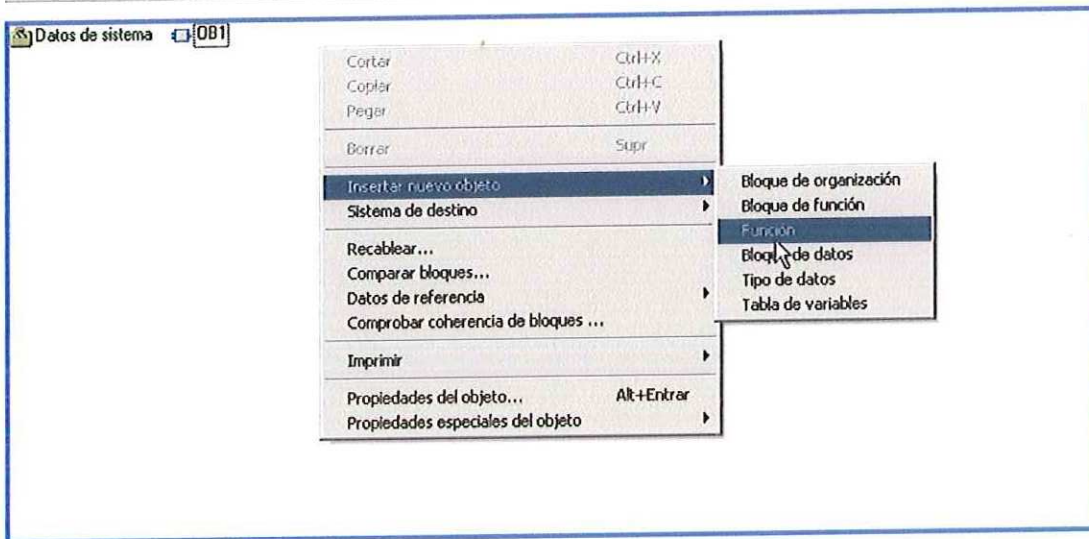 Datos de sistema OB1
Cortar Ctrl+X
Copiar Ctrl+C
Pegar Ctrl+V
Borrar Supr
Insertar nuevo objeto
Sistema de destino
Recablear...
Comparar bloques...
Datos de referencia
Comprobar coherencia de bloques ...
Imprimir
Propiedades del objeto... Alt+Entrar
Propiedades especiales del objeto
Bloque de organización
Bloque de función
Función
Bloque de datos
Tipo de datos
Tabla de variables